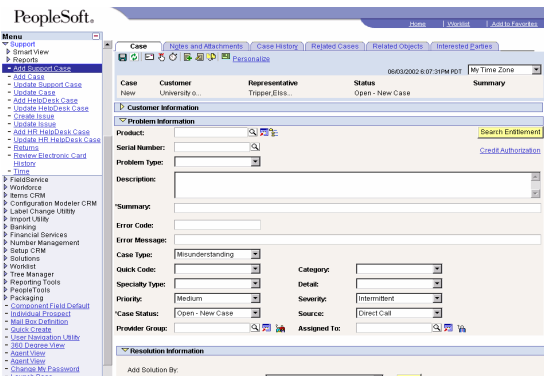 PeopleSoft.
Home | Worklist | Add to Favorites
Menu
Support
Smart View
Reports
- Add Support Case
- Add Case
- Update Support Case
- Update Case
- Add HelpDesk Case
- Update HelpDesk Case
- Create Issue
- Update Issue
- Add HR HelpDesk Case
- Update HR HelpDesk Case
- Returns
- Review Electronic Card
History
- Time
FieldService
Workforce
Items CRM
Configuration Modeler CRM
Label Change Utility
Import Utility
Banking
Financial Services
Number Management
Setup CRM
Solutions
Worklist
Tree Manager
Reporting Tools
PeopleTools
Packaging
- Component Field Default
- Individual Prospect
- Mail Box Definition
- Quick Create
- User Navigation Utility
- 360 Degree View
- Agent View
- Agent View
- Change My Password
Case | Notes and Attachments | Case History | Related Cases | Related Objects | Interested Parties
Personalize
06/03/2002 6:07:31PM PDT My Time Zone
Case Customer Representative Status Summary
New University o... Tripper,Elss... Open - New Case
Customer Information
Problem Information
Product: Search Entitlement
Serial Number: Credit Authorization
Problem Type:
Description:
*Summary:
Error Code:
Error Message:
Case Type: Misunderstanding
Quick Code: Category:
Specialty Type: Detail:
Priority: Medium Severity: Intermittent
*Case Status: Open - New Case Source: Direct Call
Provider Group: Assigned To:
Resolution Information
Add Solution By: